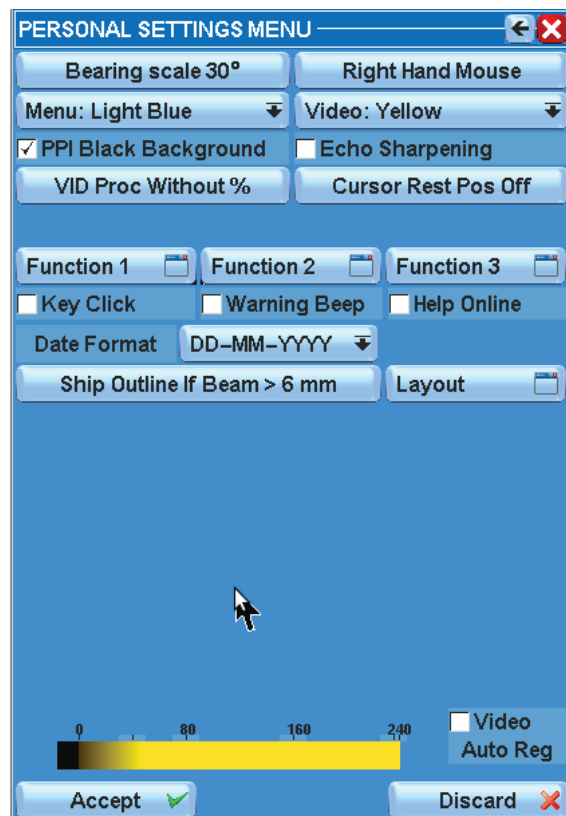 PERSONAL SETTINGS MENU
Bearing scale 30° Right Hand Mouse
Menu: Light Blue Video: Yellow
PPI Black Background Echo Sharpening
VID Proc Without % Cursor Rest Pos Off
Function 1 Function 2 Function 3
Key Click Warning Beep Help Online
Date Format DD-MM-YYYY
Ship Outline If Beam > 6 mm Layout
0 80 160 240 Video
Auto Reg
Accept Discard